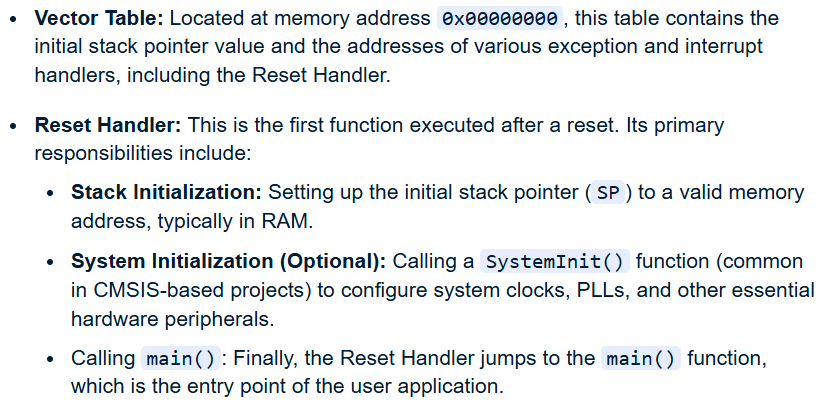 • Vector Table: Located at memory address 0x00000000, this table contains the
initial stack pointer value and the addresses of various exception and interrupt
handlers, including the Reset Handler.
• Reset Handler: This is the first function executed after a reset. Its primary
responsibilities include:
• Stack Initialization: Setting up the initial stack pointer (SP) to a valid memory
address, typically in RAM.
• System Initialization (Optional): Calling a SystemInit() function (common
in CMSIS-based projects) to configure system clocks, PLLs, and other essential
hardware peripherals.
• Calling main(): Finally, the Reset Handler jumps to the main() function,
which is the entry point of the user application.